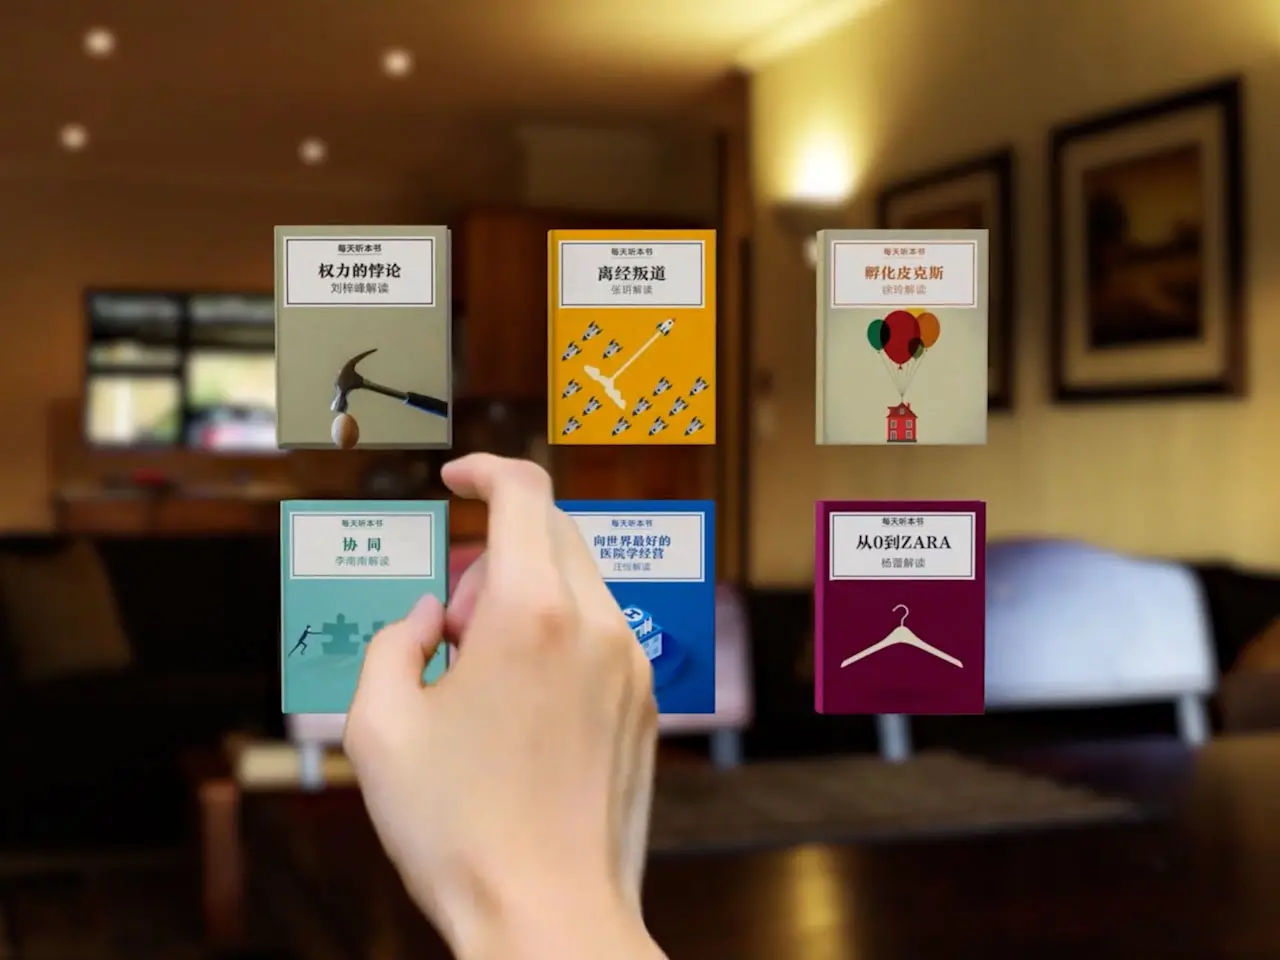 每天听本书
权力的悖论
刘梓峰解读
每天听本书
离经叛道
张玥解读
每天听本书
孵化皮克斯
徐玲解读
每天听本书
协 同
李南南解读
每天听本书
向世界最好的
医院学经营
汪恒解读
每天听本书
从0到ZARA
杨蕾解读
H